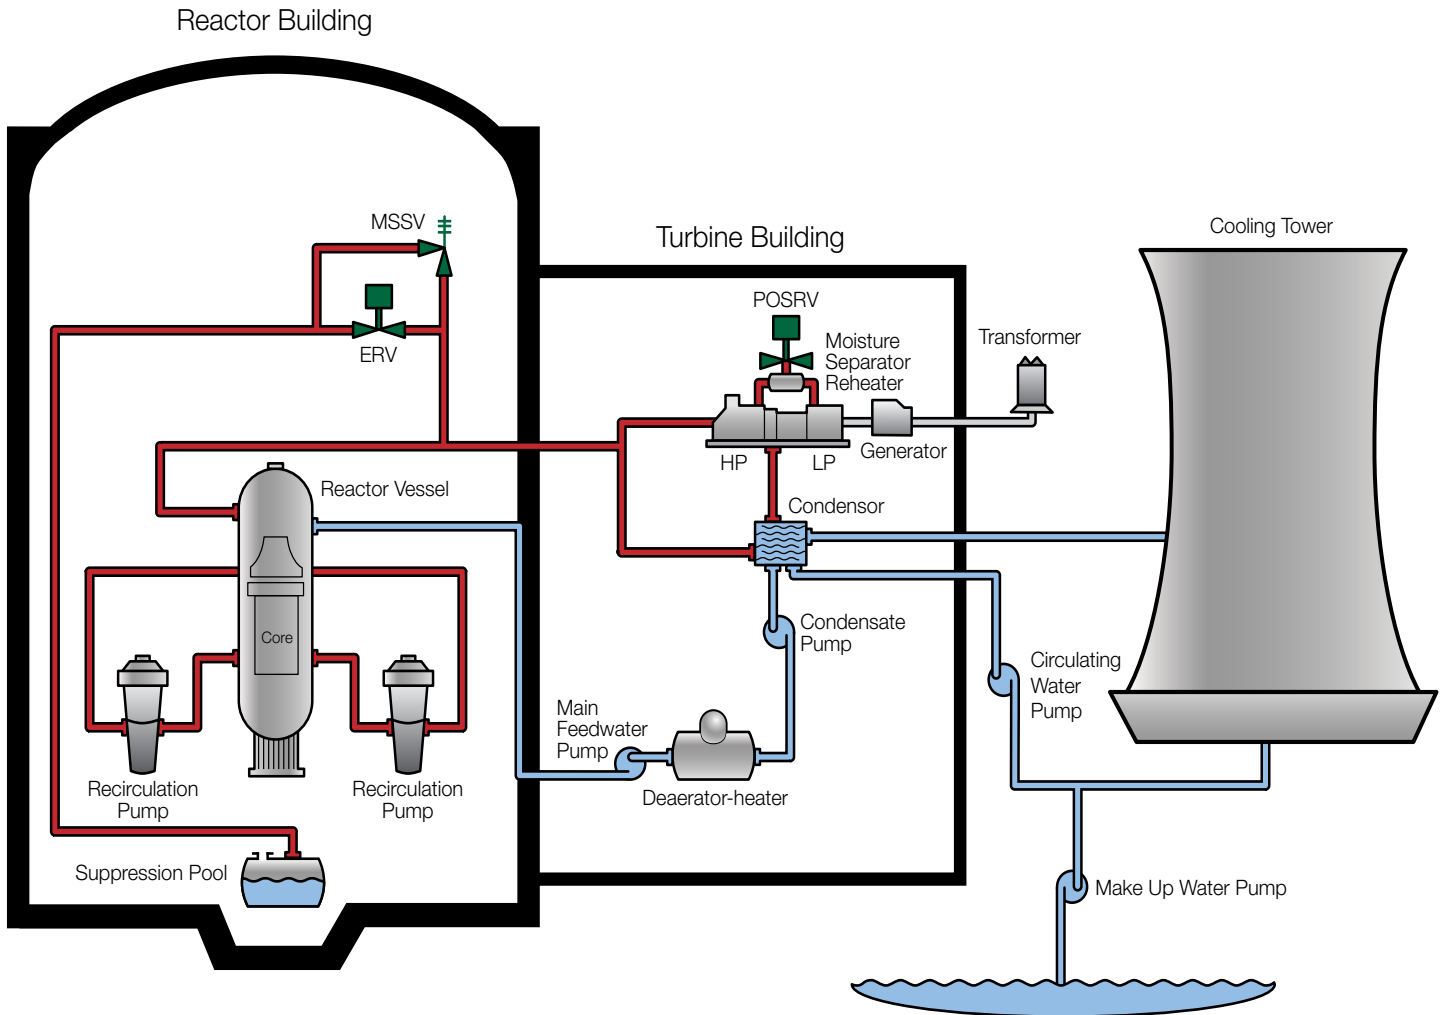 Reactor Building
MSSV
ERV
Reactor Vessel
Core
Recirculation
Pump
Recirculation
Pump
Suppression Pool
Turbine Building
POSRV
Moisture
Separator
Reheater
HP
LP
Generator
Transformer
Condensor
Condensate
Pump
Main
Feedwater
Pump
Deaerator-heater
Cooling Tower
Circulating
Water
Pump
Make Up Water Pump